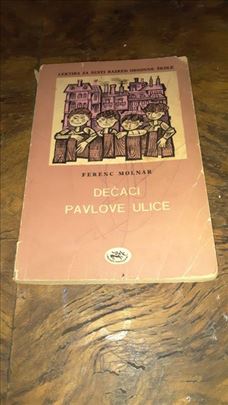 LEKTIRA ZA ŠESTI RAZRED OSNOVNE ŠKOLE
FERENC MOLNAR
DEČACI
PAVLOVE ULICE